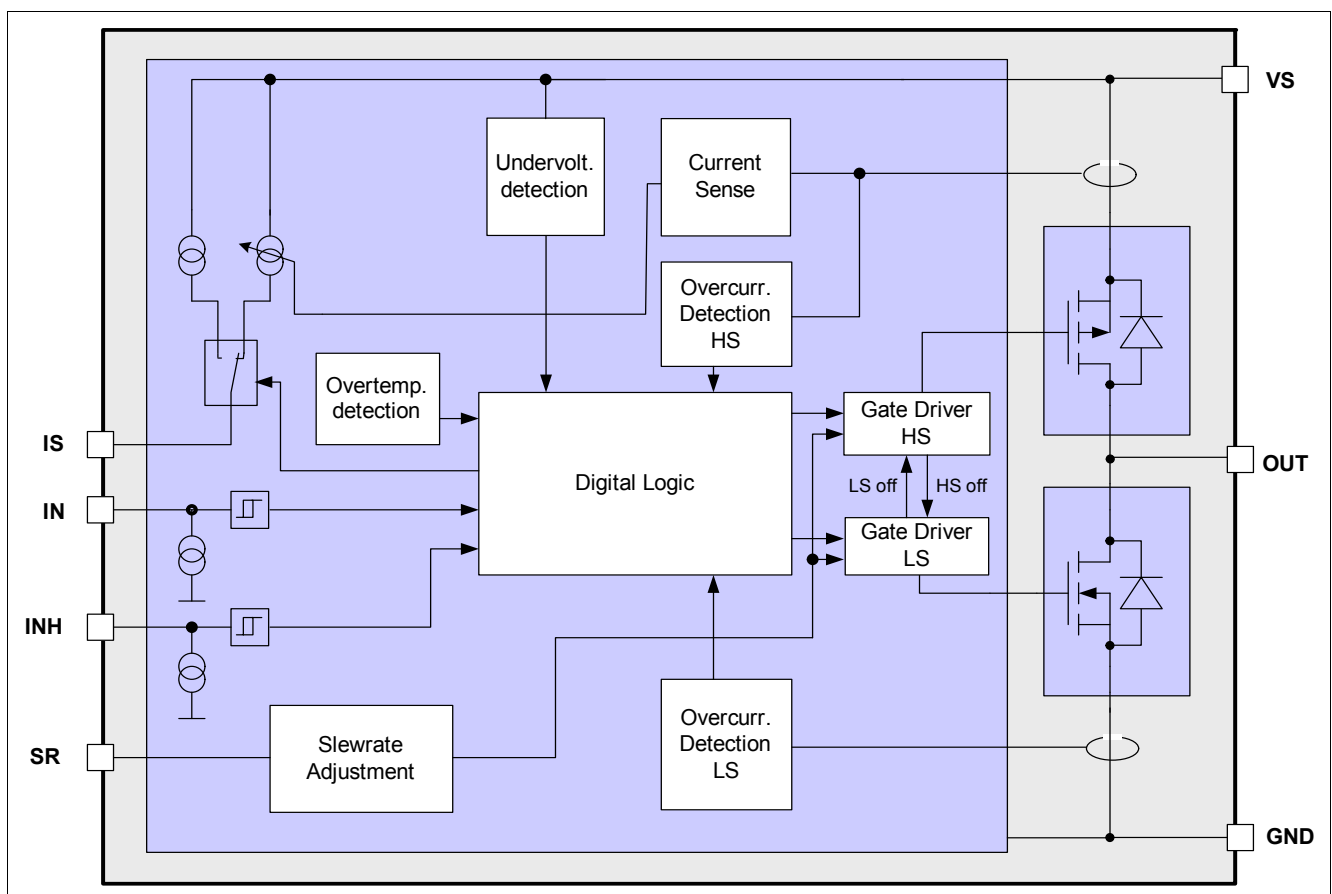 VS
Undervolt.
detection
Current
Sense
Overcurr.
Detection
HS
Overtemp.
detection
Gate Driver
HS
IS
OUT
Digital Logic
LS off
HS off
IN
Gate Driver
LS
INH
Overcurr.
Detection
LS
SR
Slewrate
Adjustment
GND